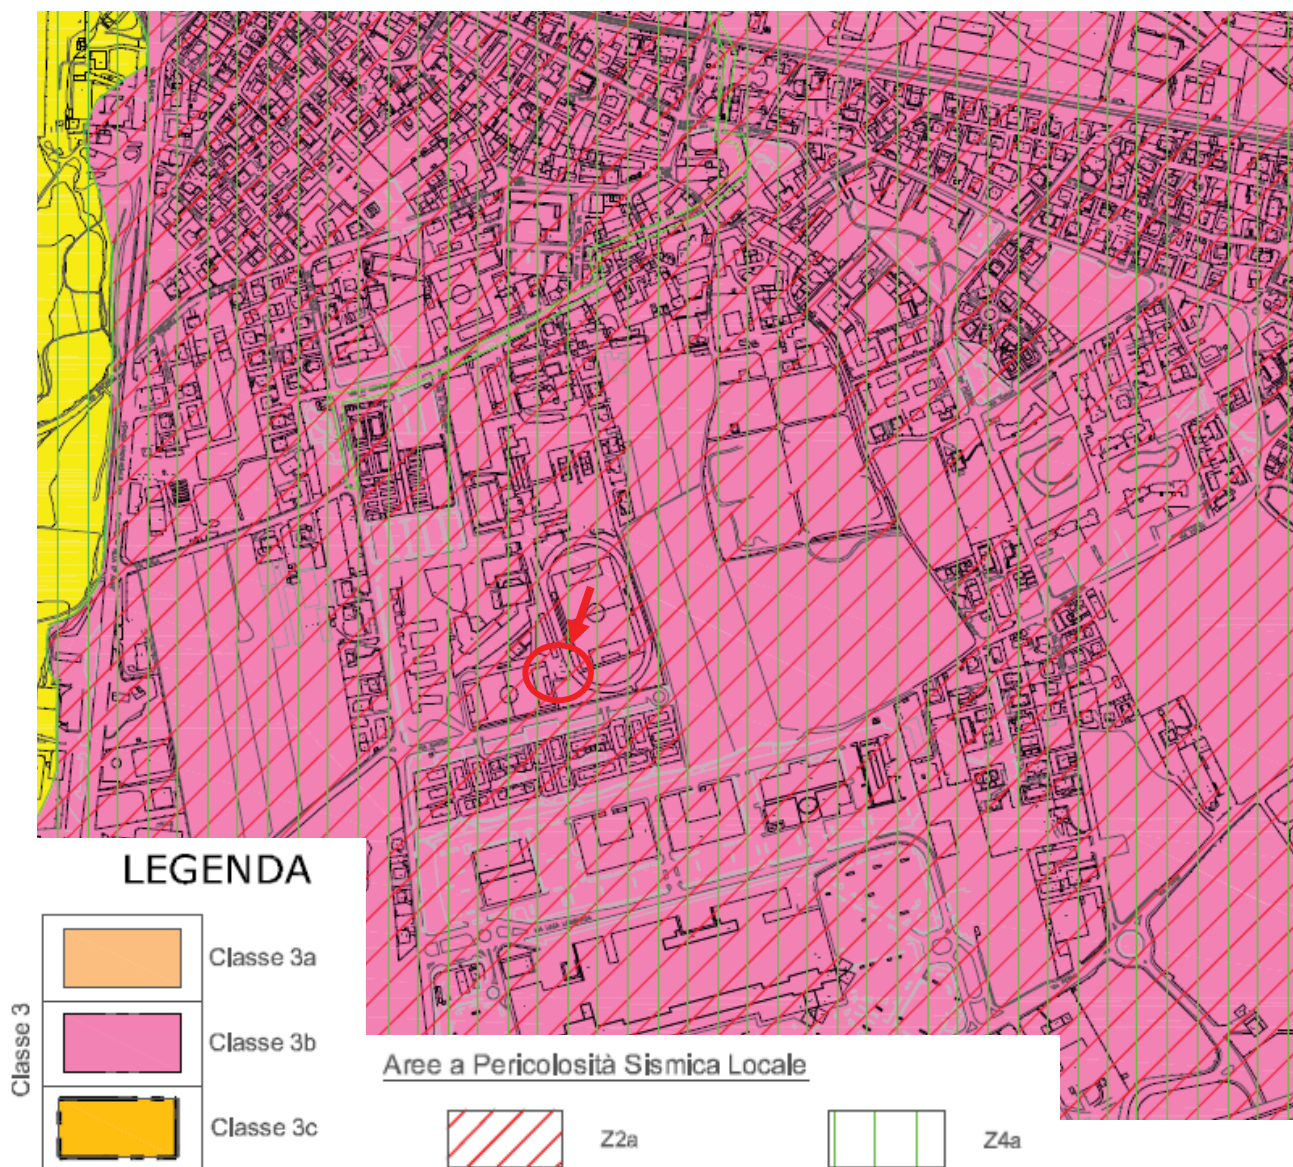 LEGENDA
Classe 3
Classe 3a
Classe 3b
Classe 3c
Aree a Pericolosità Sismica Locale
Z2a
Z4a